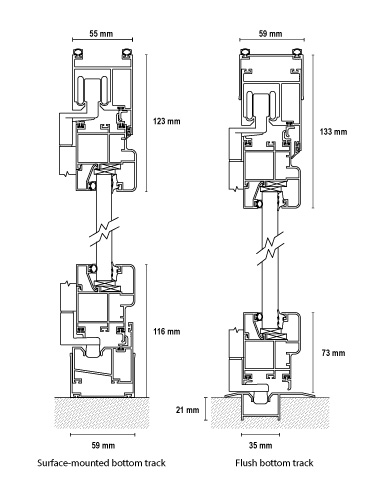 55 mm
59 mm
123 mm
133 mm
116 mm
73 mm
21 mm
59 mm
35 mm
Surface-mounted bottom track
Flush bottom track